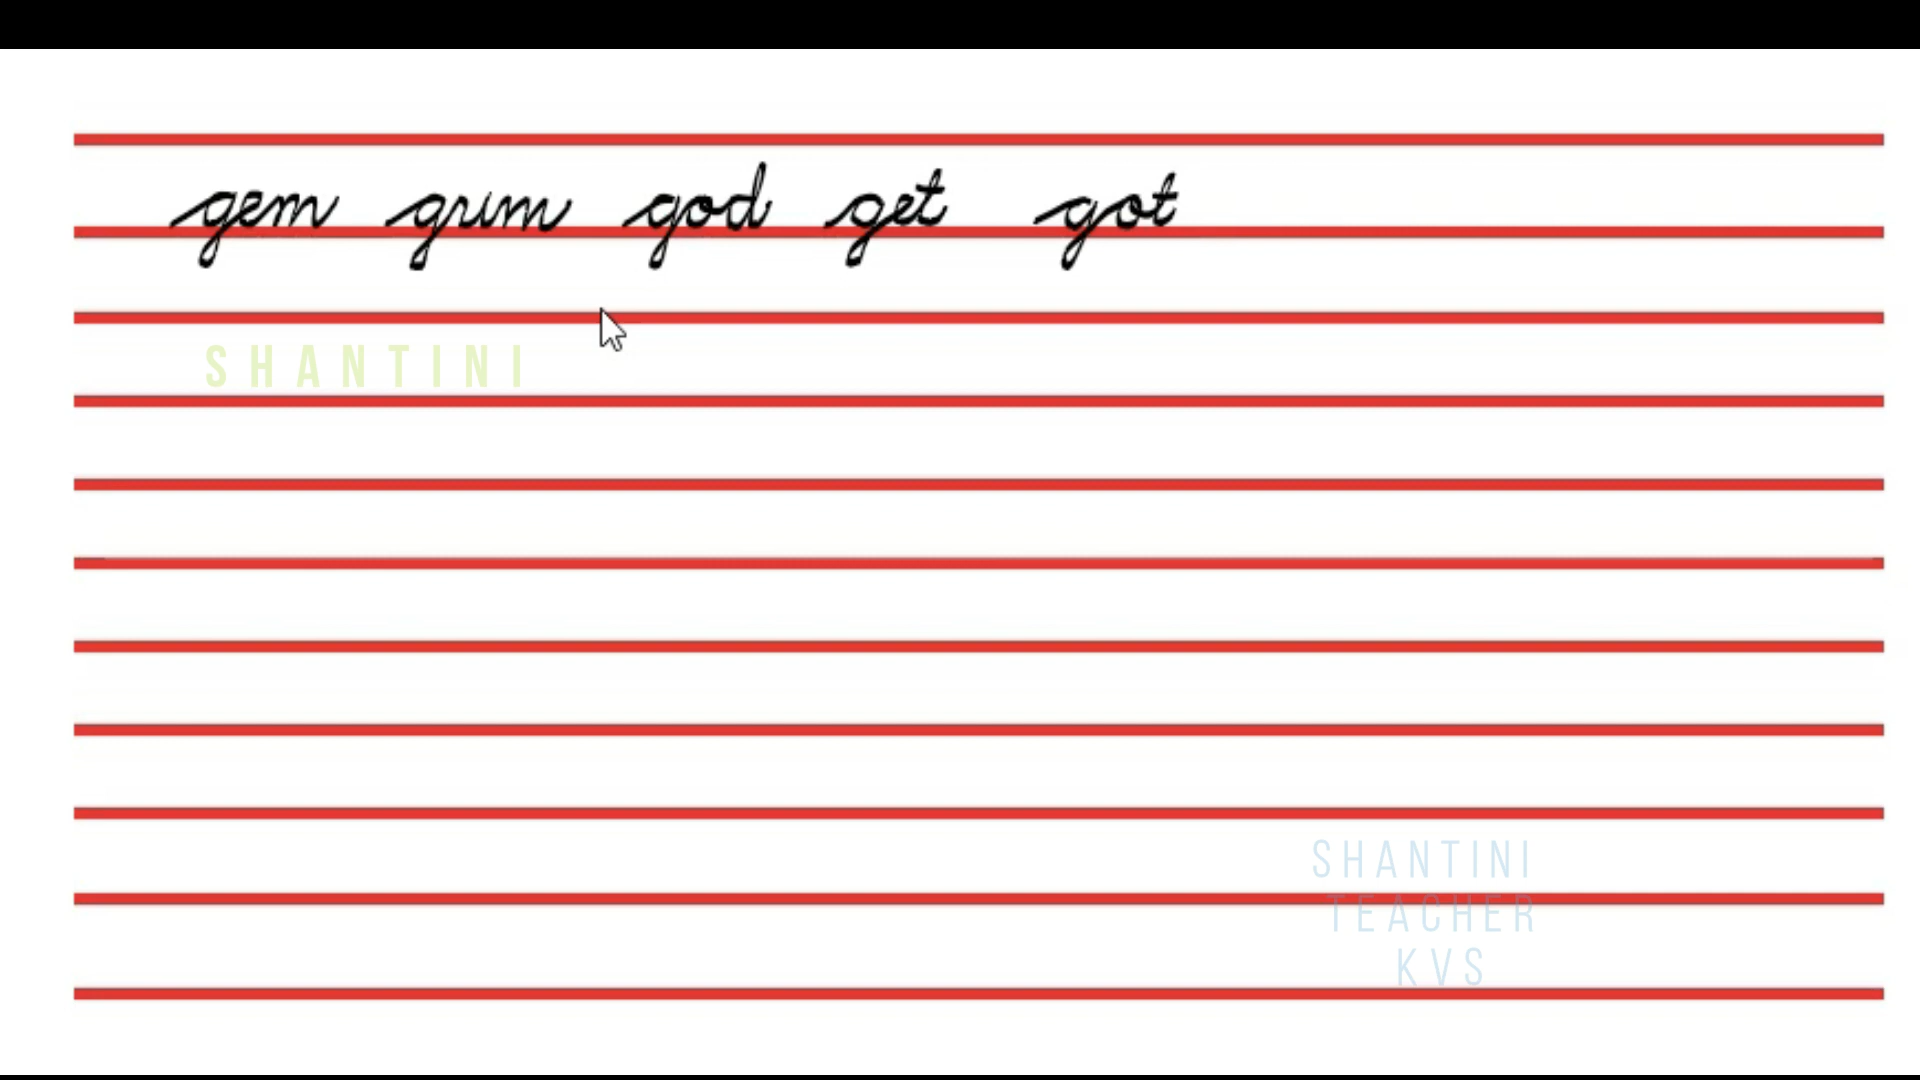 gem grim god get got
SHANTINI
SHANTINI
TEACHER
KVS